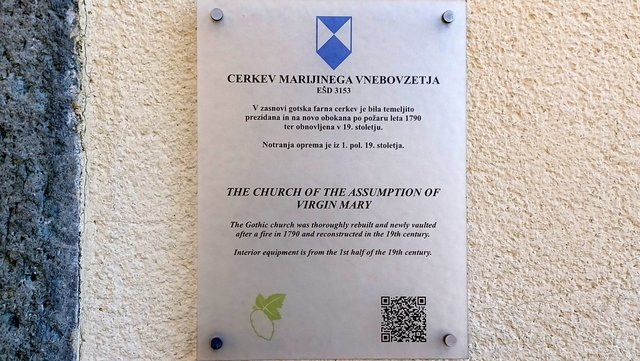 CERKEV MARIJINEGA VNEBOVZETJA
EŠD 3153
V zasnovi gotska farna cerkev je bila temeljito
prezidana in na novo obokana po požaru leta 1790
ter obnovljena v 19. stoletju.
Notranja oprema je iz 1. pol. 19. stoletja.
THE CHURCH OF THE ASSUMPTION OF
VIRGIN MARY
The Gothic church was thoroughly rebuilt and newly vaulted
after a fire in 1790 and reconstructed in the 19th century.
Interior equipment is from the 1st half of the 19th century.